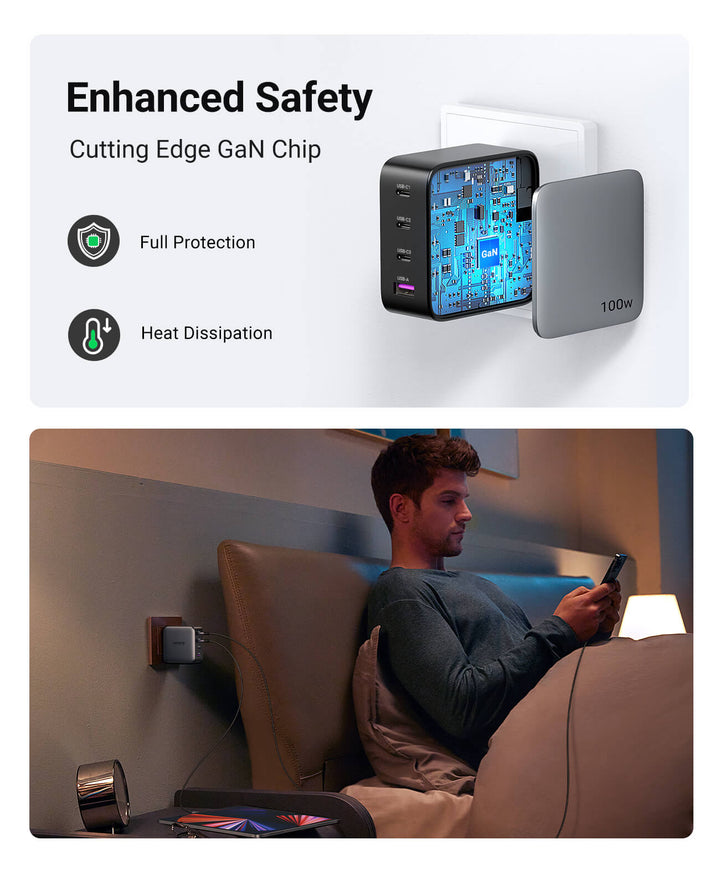 Enhanced Safety
Cutting Edge GaN Chip
Full Protection
Heat Dissipation
USB-C1
USB-C2
USB-C3
USB-A
GaN
100W